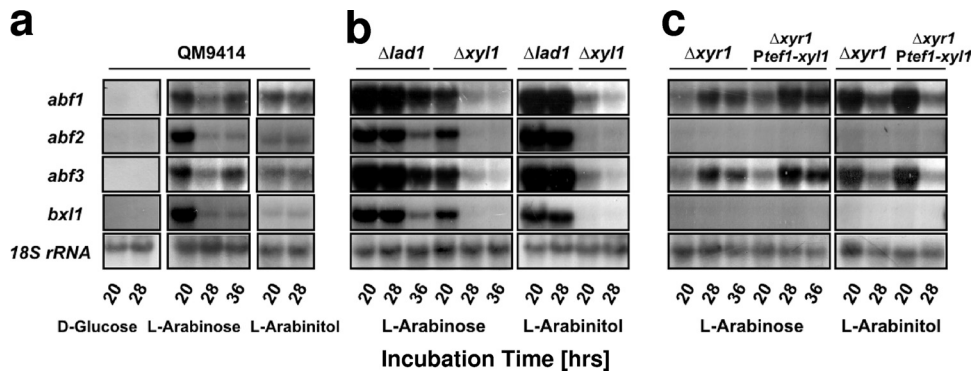 a
b
c
QM9414
Δlad1 Δxyl1 Δlad1 Δxyl1
Δxyr1 Δxyr1 Ptef1-xyl1 Δxyr1 Δxyr1 Ptef1-xyl1
abf1
abf2
abf3
bxl1
18S rRNA
20 28 20 28 36 20 28 20 28 36 20 28 36 20 28 20 28 20 28 36 20 28 36 20 28 20 28
D-Glucose L-Arabinose L-Arabinitol L-Arabinose L-Arabinitol L-Arabinose L-Arabinitol
Incubation Time [hrs]